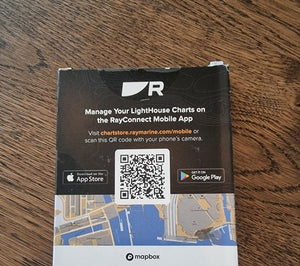 R
Manage Your LightHouse Charts on
the RayConnect Mobile App
Visit chartstore.raymarine.com/mobile or
scan this QR code with your phone's camera.
Download on the
App Store
GET IT ON
Google Play
mapbox